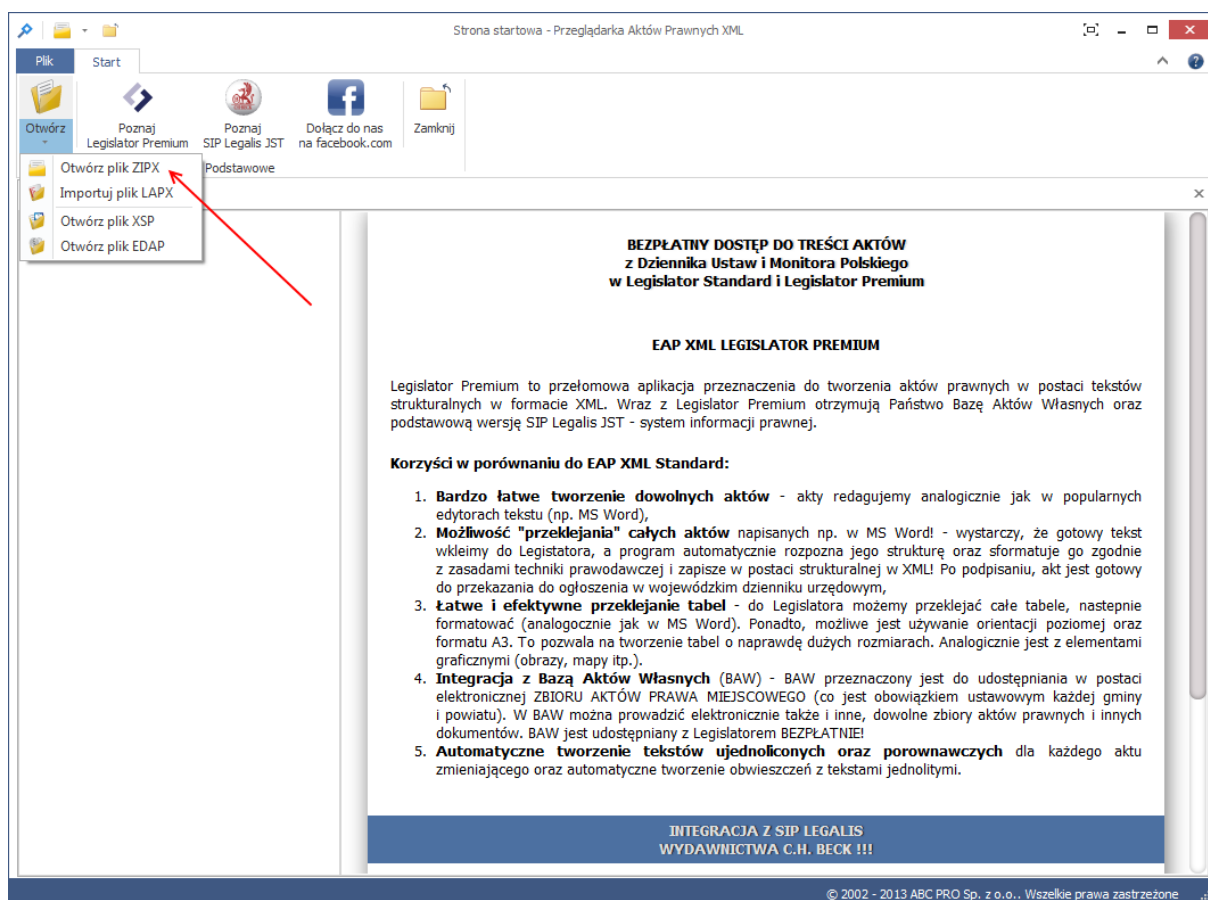 Strona startowa - Przeglądarka Aktów Prawnych XML
Plik
Start
Otwórz
Poznaj
Legislator Premium
Poznaj
SIP Legalis JST
Dołącz do nas
na facebook.com
Zamknij
Podstawowe
Otwórz plik ZIPX
Importuj plik LAPX
Otwórz plik XSP
Otwórz plik EDAP
BEZPŁATNY DOSTĘP DO TREŚCI AKTÓW
z Dziennika Ustaw i Monitora Polskiego
w Legislator Standard i Legislator Premium
EAP XML LEGISLATOR PREMIUM
Legislator Premium to przełomowa aplikacja przeznaczenia do tworzenia aktów prawnych w postaci tekstów
strukturalnych w formacie XML. Wraz z Legislator Premium otrzymują Państwo Bazę Aktów Własnych oraz
podstawową wersję SIP Legalis JST - system informacji prawnej.
Korzyści w porównaniu do EAP XML Standard:
1. Bardzo łatwe tworzenie dowolnych aktów - akty redagujemy analogicznie jak w popularnych
edytorach tekstu (np. MS Word),
2. Możliwość "przeklejania" całych aktów napisanych np. w MS Word! - wystarczy, że gotowy tekst
wkleimy do Legistatora, a program automatycznie rozpozna jego strukturę oraz sformatuje go zgodnie
z zasadami techniki prawodawczej i zapisze w postaci strukturalnej w XML! Po podpisaniu, akt jest gotowy
do przekazania do ogłoszenia w wojewódzkim dzienniku urzędowym,
3. Łatwe i efektywne przeklejanie tabel - do Legislatora możemy przeklejać całe tabele, nastepnie
formatować (analogocznie jak w MS Word). Ponadto, możliwe jest używanie orientacji poziomej oraz
formatu A3. To pozwala na tworzenie tabel o naprawdę dużych rozmiarach. Analogicznie jest z elementami
graficznymi (obrazy, mapy itp.).
4. Integracja z Bazą Aktów Własnych (BAW) - BAW przeznaczony jest do udostępniania w postaci
elektronicznej ZBIORU AKTÓW PRAWA MIEJSCOWEGO (co jest obowiązkiem ustawowym każdej gminy
i powiatu). W BAW można prowadzić elektronicznie także i inne, dowolne zbiory aktów prawnych i innych
dokumentów. BAW jest udostępniany z Legislatorem BEZPŁATNIE!
5. Automatyczne tworzenie tekstów ujednoliconych oraz porownawczych dla każdego aktu
zmieniającego oraz automatyczne tworzenie obwieszczeń z tekstami jednolitymi.
INTEGRACJA Z SIP LEGALIS
WYDAWNICTWA C.H. BECK !!!
© 2002 - 2013 ABC PRO Sp. z o.o.. Wszelkie prawa zastrzeżone